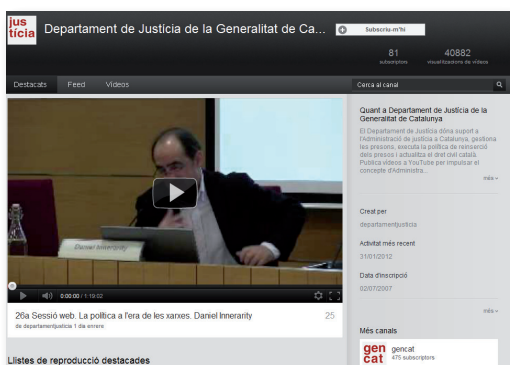 jus
tícia
Departament de Justícia de la Generalitat de Ca...
Subscriu-m'hi
81
subscriptors
40882
visualitzacions de vídeos
Destacats
Feed
Vídeos
Cerca al canal
Daniel Innerarity
0:00:00 / 1:19:02
26a Sessió web. La política a l'era de les xarxes. Daniel Innerarity
25
de departamentjusticia 1 dia enrere
Llistes de reproducció destacades
Quant a Departament de Justícia de la
Generalitat de Catalunya
El Departament de Justícia dóna suport a
l'Administració de justícia a Catalunya, gestiona
les presons, executa la política de reinserció
dels presos i actualitza el dret civil català.
Publica vídeos a YouTube per impulsar el
concepte d'Administra...
més
Creat per
departamentjusticia
Activitat més recent
31/01/2012
Data d'inscripció
02/07/2007
més
Més canals
gen
cat
gencat
475 subscriptors